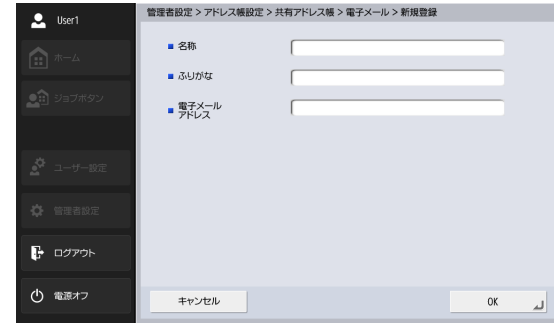 User1
ホーム
ジョブボタン
ユーザー設定
管理者設定
ログアウト
電源オフ
管理者設定 > アドレス帳設定 > 共有アドレス帳 > 電子メール > 新規登録
名称
ふりがな
電子メール
アドレス
キャンセル
OK